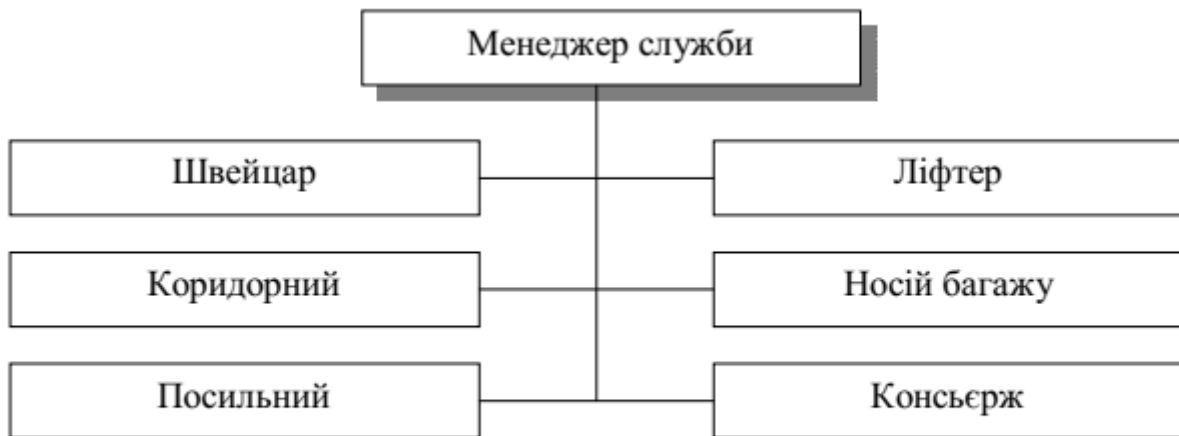 Менеджер служби
Швейцар
Ліфтер
Коридорний
Носій багажу
Посильний
Консьєрж